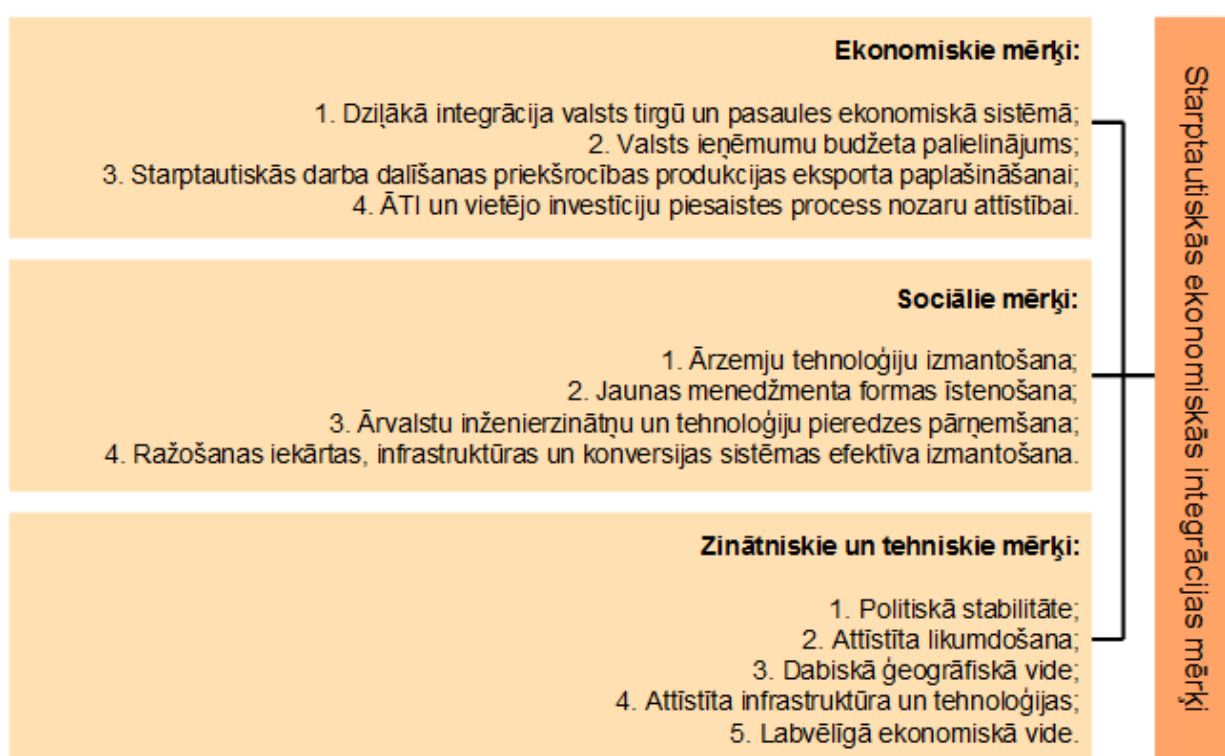 Ekonomiskie mērķi:
1. Dziļākā integrācija valsts tirgū un pasaules ekonomiskā sistēmā;
2. Valsts ieņēmumu budžeta palielinājums;
3. Starptautiskās darba dalīšanas priekšrocības produkcijas eksporta paplašināšanai;
4. ĀTI un vietējo investīciju piesaistes process nozaru attīstībai.
Sociālie mērķi:
1. Ārzemju tehnoloģiju izmantošana;
2. Jaunas menedžmenta formas īstenošana;
3. Ārvalstu inženierzinātņu un tehnoloģiju pieredzes pārņemšana;
4. Ražošanas iekārtas, infrastruktūras un konversijas sistēmas efektīva izmantošana.
Zinātniskie un tehniskie mērķi:
1. Politiskā stabilitāte;
2. Attīstīta likumdošana;
3. Dabiskā ģeogrāfiskā vide;
4. Attīstīta infrastruktūra un tehnoloģijas;
5. Labvēlīgā ekonomiskā vide.
Starptautiskās ekonomiskās integrācijas mērķi